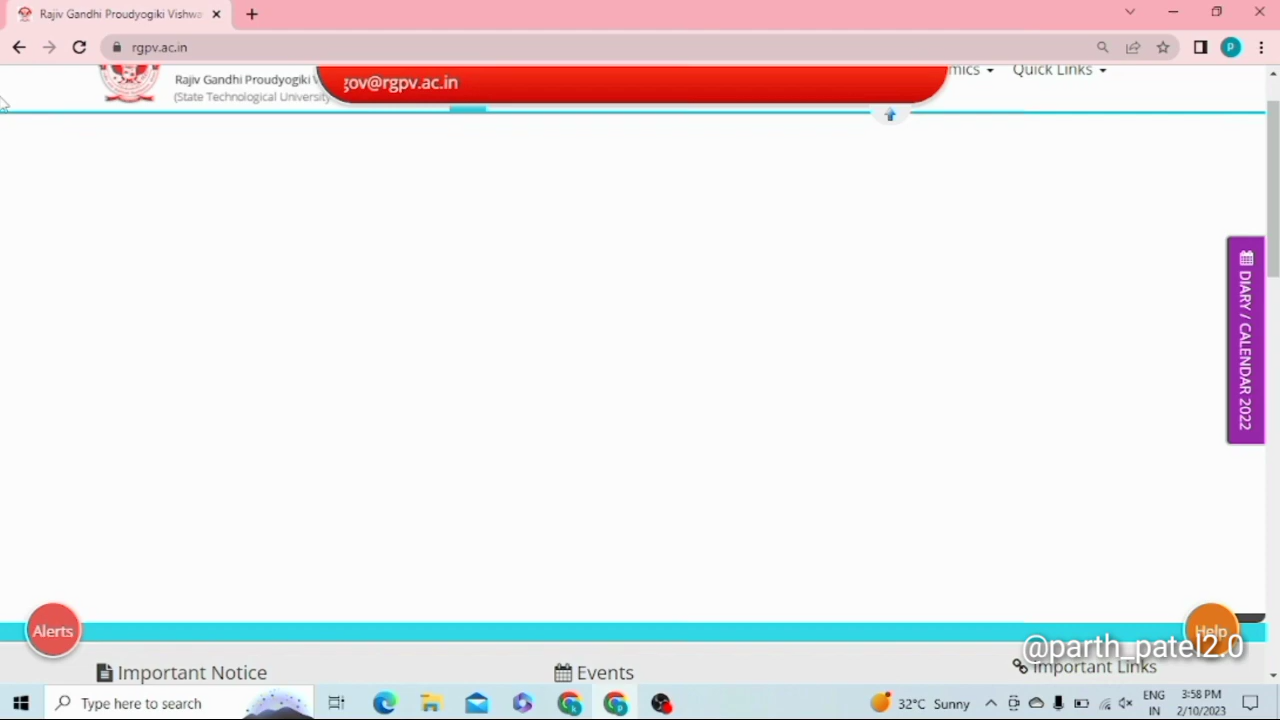 Rajiv Gandhi Proudyogiki Vishwa
rgpv.ac.in
Rajiv Gandhi Proudyogiki
(State Technological University
gov@rgpv.ac.in
mics
Quick Links
DIARY / CALENDAR 2022
Alerts
Help
@parth_patel2.0
Important Notice
Events
Important Links
Type here to search
32°C Sunny
ENG
IN
3:58 PM
2/10/2023
P